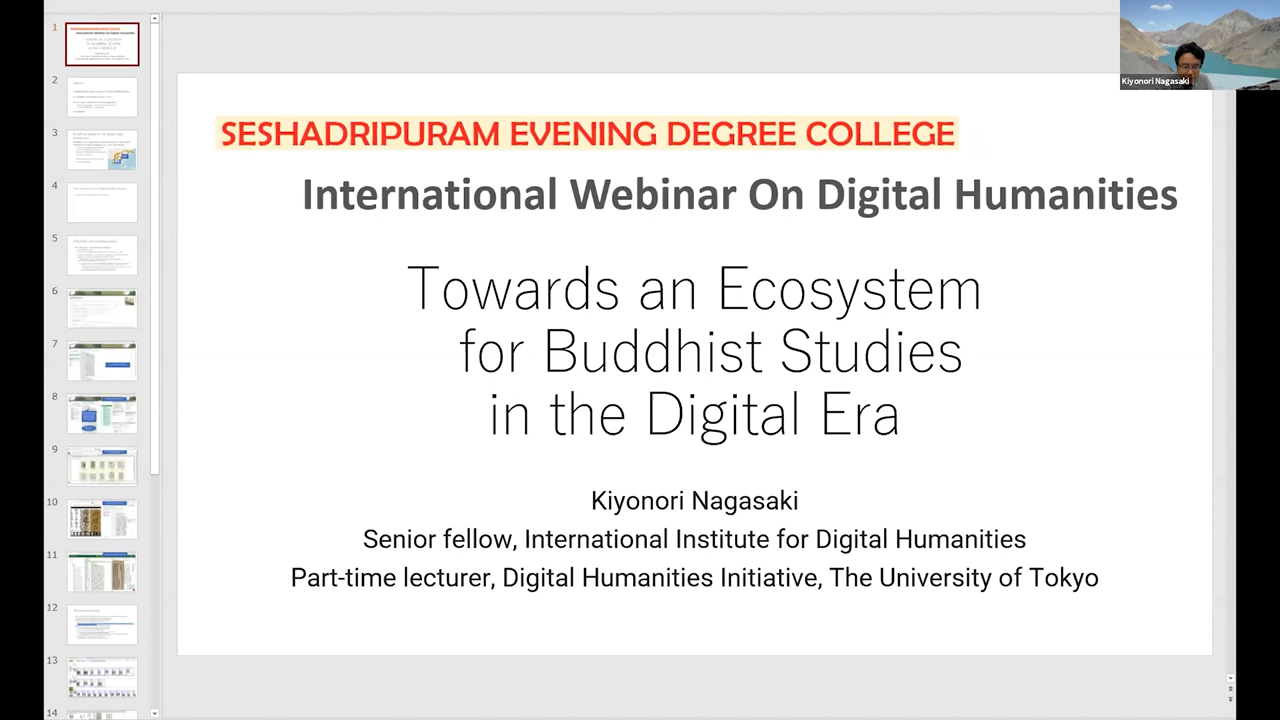 Kiyonori Nagasaki
SESHADRIPURAM EVENING DEGREE COLLEGE
International Webinar On Digital Humanities
Towards an Ecosystem
for Buddhist Studies
in the Digital Era
Kiyonori Nagasaki
Senior fellow, International Institute for Digital Humanities
Part-time lecturer, Digital Humanities Initiative, The University of Tokyo
1
2
3
4
5
6
7
8
9
10
11
12
13
14